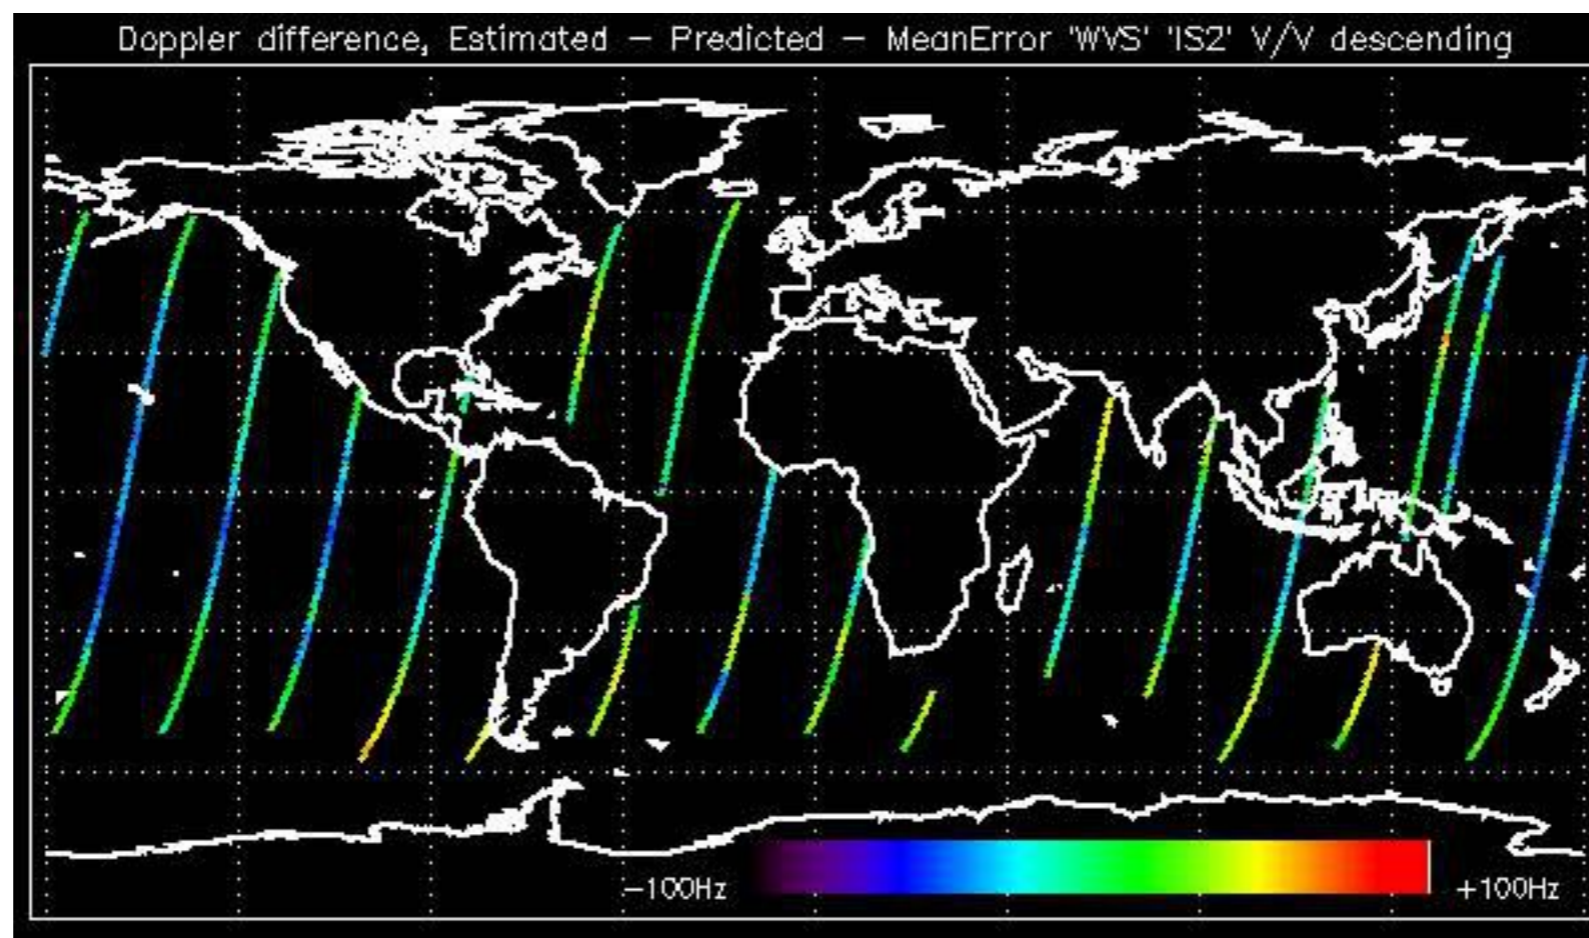 Doppler difference, Estimated – Predicted – MeanError 'WVS' 'IS2' V/V descending
−100Hz
+100Hz